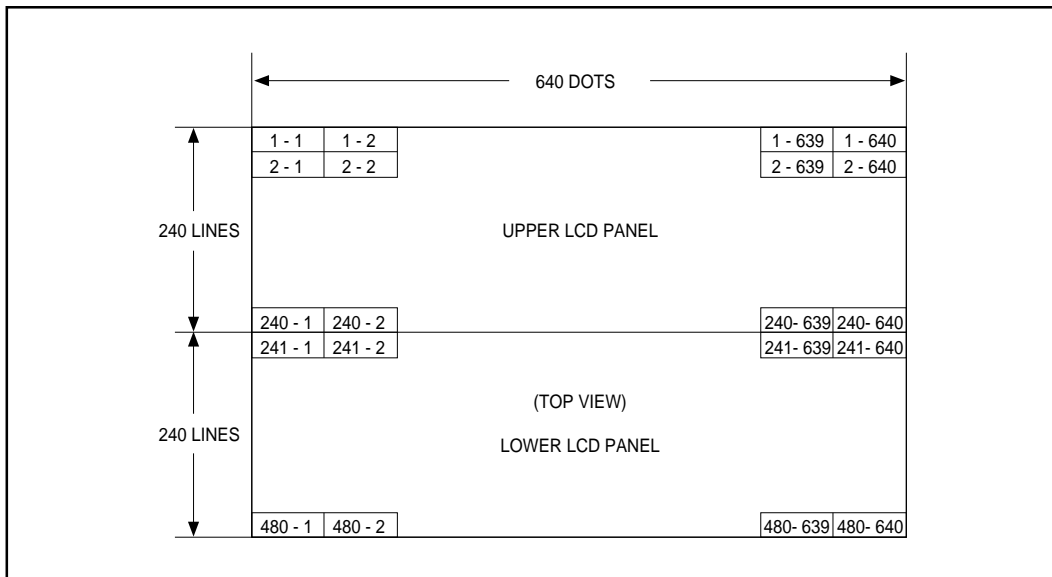 640 DOTS
1 - 1 1 - 2 1 - 639 1 - 640
2 - 1 2 - 2 2 - 639 2 - 640
240 LINES UPPER LCD PANEL
240 - 1 240 - 2 240- 639 240- 640
241 - 1 241 - 2 241- 639 241- 640
(TOP VIEW)
240 LINES LOWER LCD PANEL
480 - 1 480 - 2 480- 639 480- 640